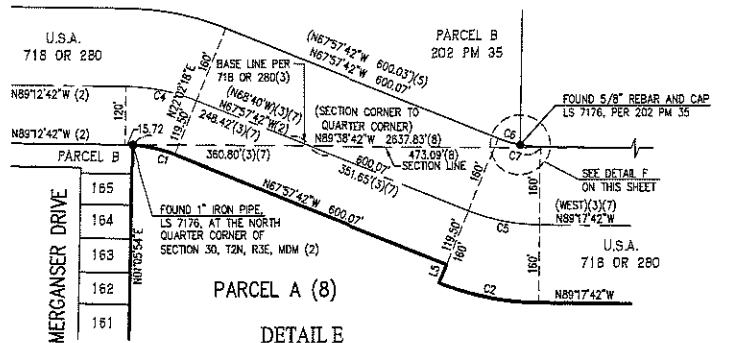 U.S.A.
718 OR 280
PARCEL B
202 PM 35
(N67°57'42"W 600.03')(5)
N67°57'42"W 600.07'
160'
N22°02'18"E
119.50'
BASE LINE PER
718 OR 280(3)
(N68°40'W)(3)(7)
N67°57'42"W(2)
248.42'(3)(7)
C4
N89°12'42"W (2)
120'
N89°12'42"W (2)
15.72
(SECTION CORNER TO
QUARTER CORNER)
N89°38'42"W 2637.83'(8)
360.80'(3)(7)
473.09'(8)
SECTION LINE
600.07'
351.65'(3)(7)
FOUND 5/8" REBAR AND CAP
LS 7176, PER 202 PM 35
C6
C7
SEE DETAIL F
ON THIS SHEET
160'
160'
(WEST)(3)(7)
N89°17'42"W
C5
U.S.A.
718 OR 280
PARCEL B
C1
165
164
163
162
161
MERGANSER DRIVE
N01°05'54"E
FOUND 1" IRON PIPE,
LS 7176, AT THE NORTH
QUARTER CORNER OF
SECTION 30, T2N, R3E, MDM (2)
N67°57'42"W 600.07'
119.50'
160'
L5
C2
160'
N89°17'42"W
PARCEL A (8)
DETAIL E